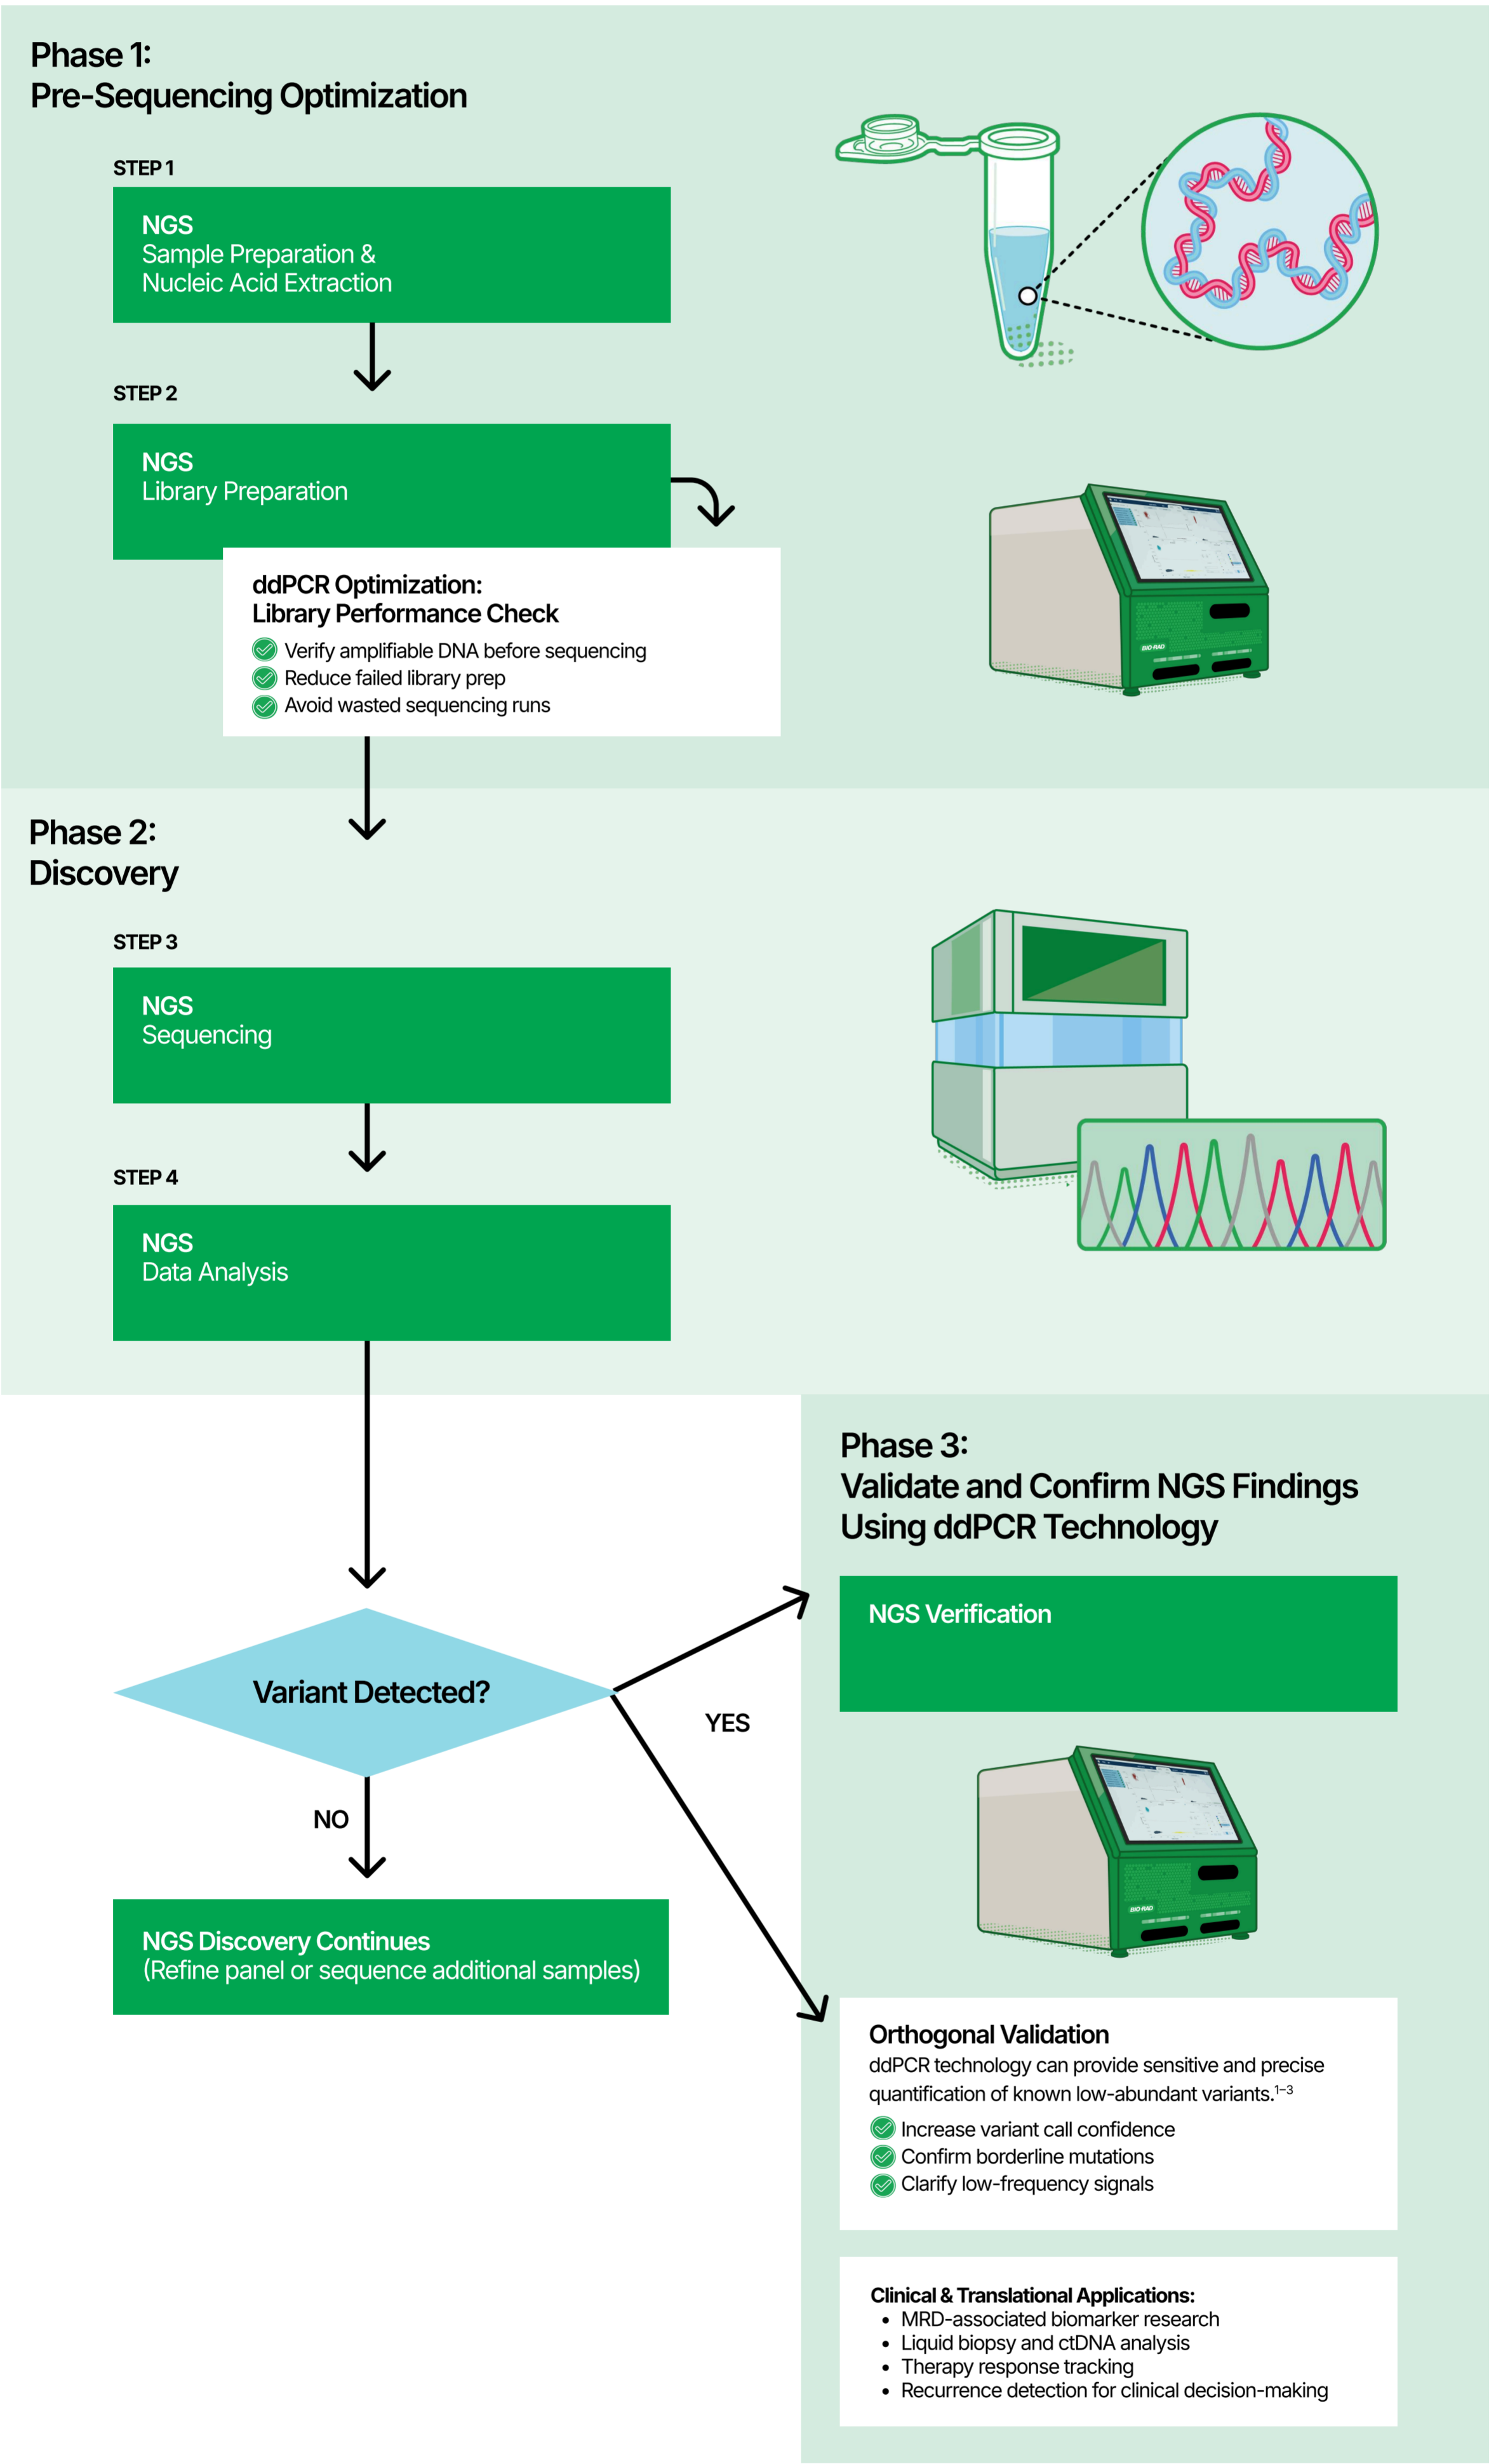 Phase 1:
Pre-Sequencing Optimization
STEP 1
NGS
Sample Preparation &
Nucleic Acid Extraction
STEP 2
NGS
Library Preparation
ddPCR Optimization:
Library Performance Check
Verify amplifiable DNA before sequencing
Reduce failed library prep
Avoid wasted sequencing runs
BIO-RAD
Phase 2:
Discovery
STEP 3
NGS
Sequencing
STEP 4
NGS
Data Analysis
Variant Detected?
YES
NO
NGS Discovery Continues
(Refine panel or sequence additional samples)
Phase 3:
Validate and Confirm NGS Findings
Using ddPCR Technology
NGS Verification
BIO-RAD
Orthogonal Validation
ddPCR technology can provide sensitive and precise
quantification of known low-abundant variants.¹⁻³
Increase variant call confidence
Confirm borderline mutations
Clarify low-frequency signals
Clinical & Translational Applications:
• MRD-associated biomarker research
• Liquid biopsy and ctDNA analysis
• Therapy response tracking
• Recurrence detection for clinical decision-making